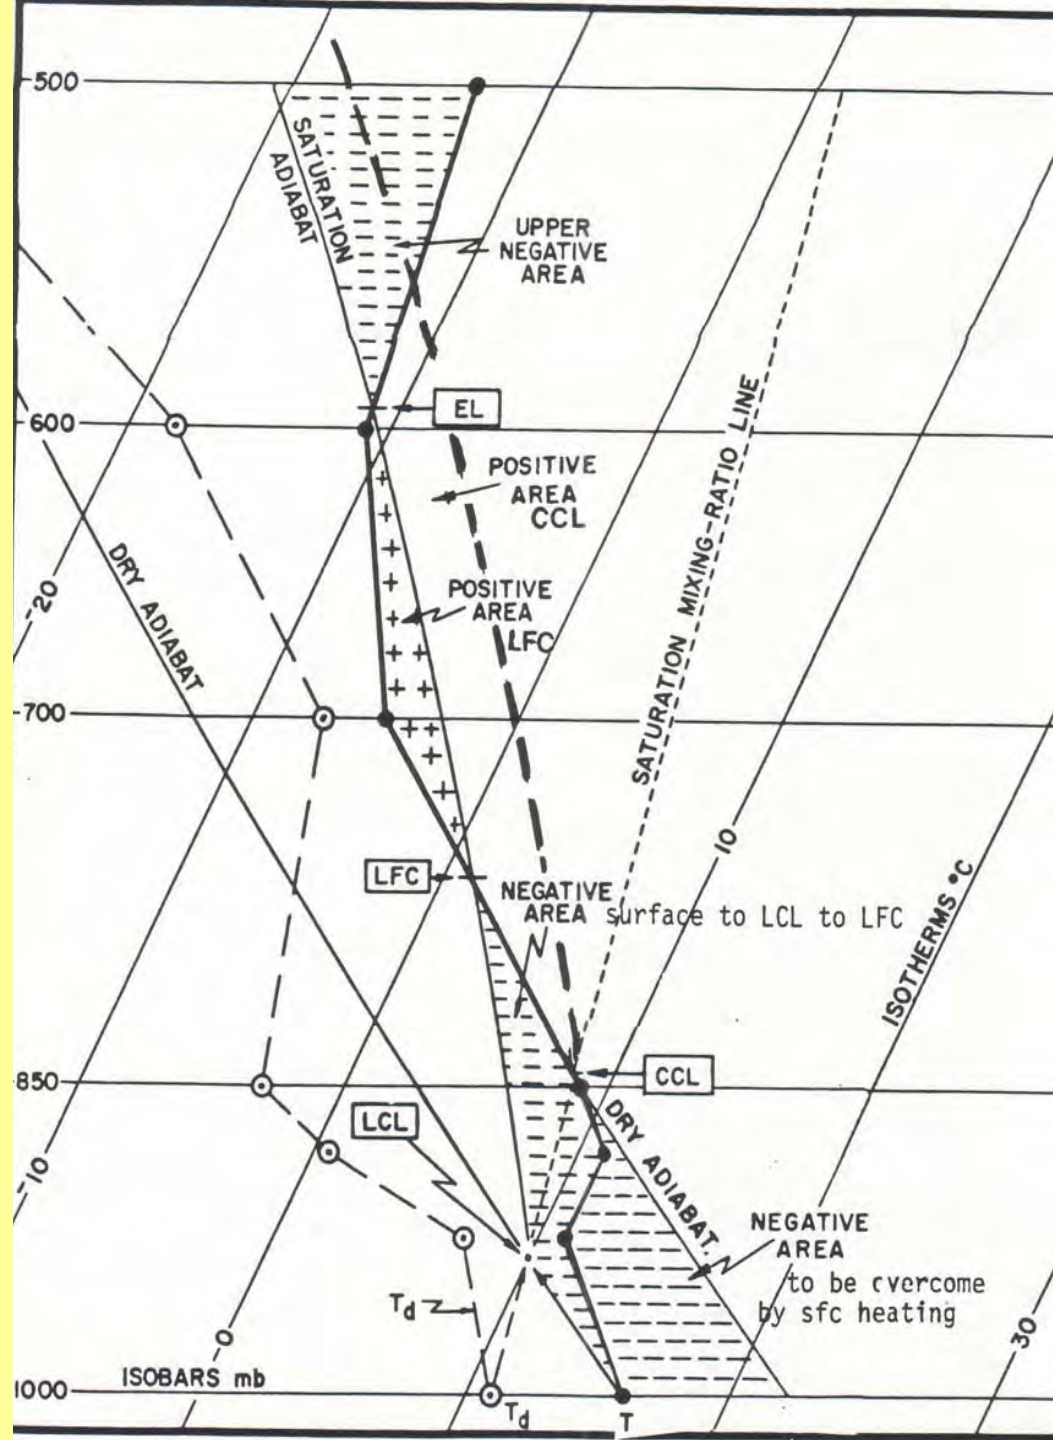 500
SATURATION
ADIABAT
UPPER
NEGATIVE
AREA
EL
600
POSITIVE
AREA
CCL
SATURATION MIXING-RATIO LINE
DRY ADIABAT
-20
POSITIVE
AREA
LFC
700
10
LFC
NEGATIVE
AREA surface to LCL to LFC
ISOTHERMS °C
850
CCL
LCL
DRY ADIABAT
-10
NEGATIVE
AREA
to be overcome
by sfc heating
Td
0
30
ISOBARS mb
1000
Td
T